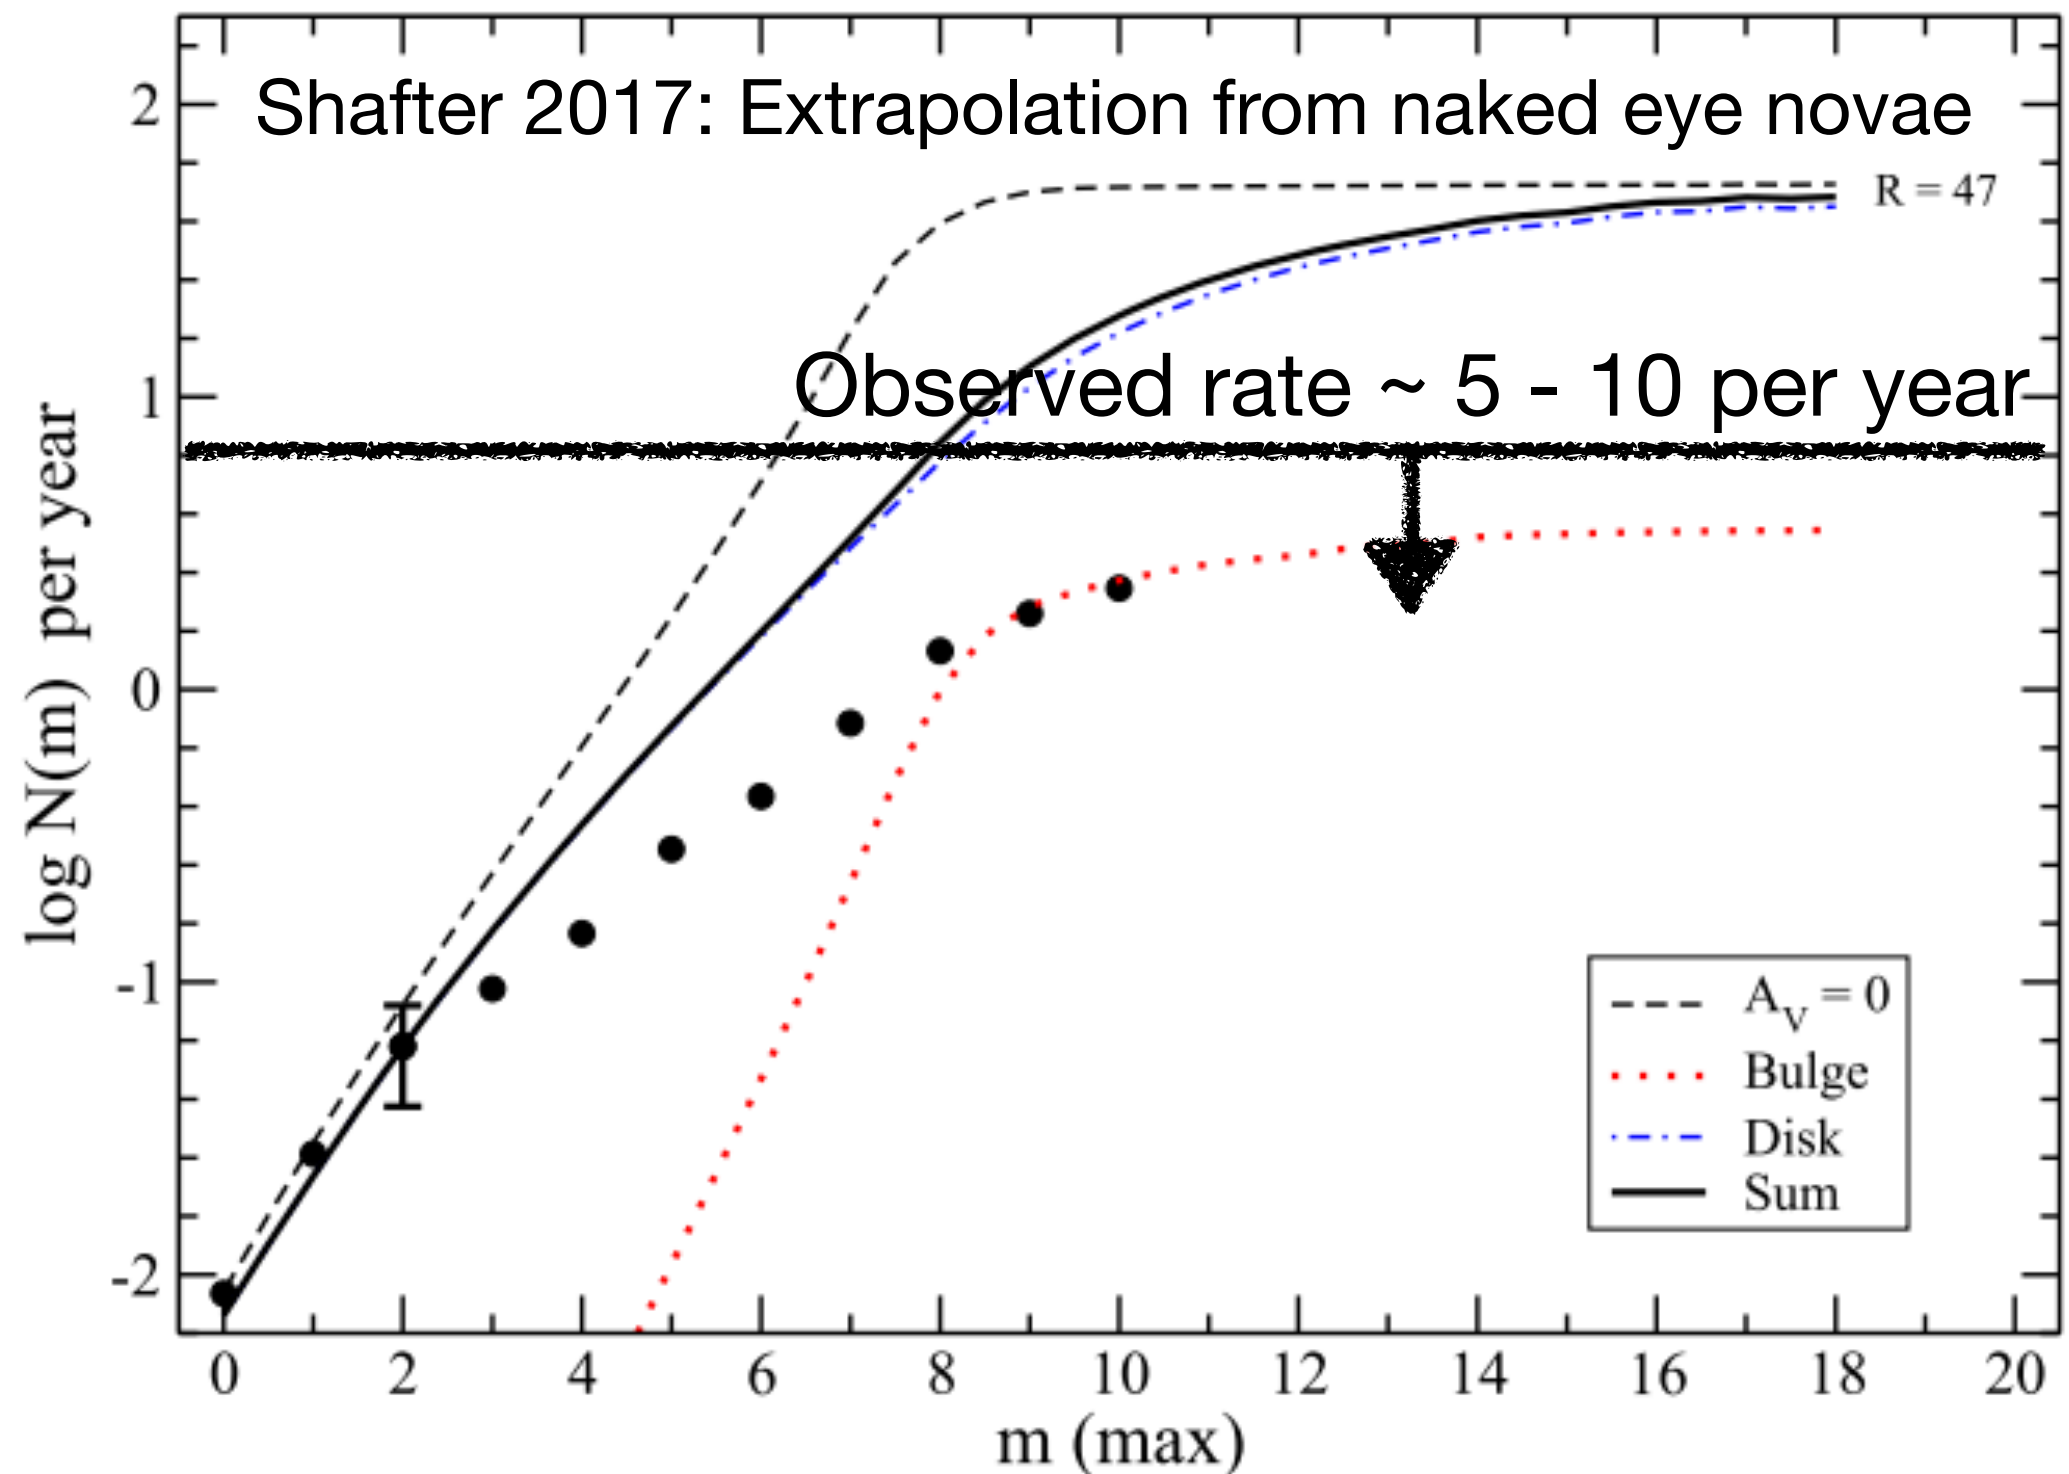 Shafter 2017: Extrapolation from naked eye novae
R = 47
Observed rate ~ 5 - 10 per year
log N(m) per year
2
1
0
-1
-2
A_V = 0
Bulge
Disk
Sum
0 2 4 6 8 10 12 14 16 18 20
m (max)